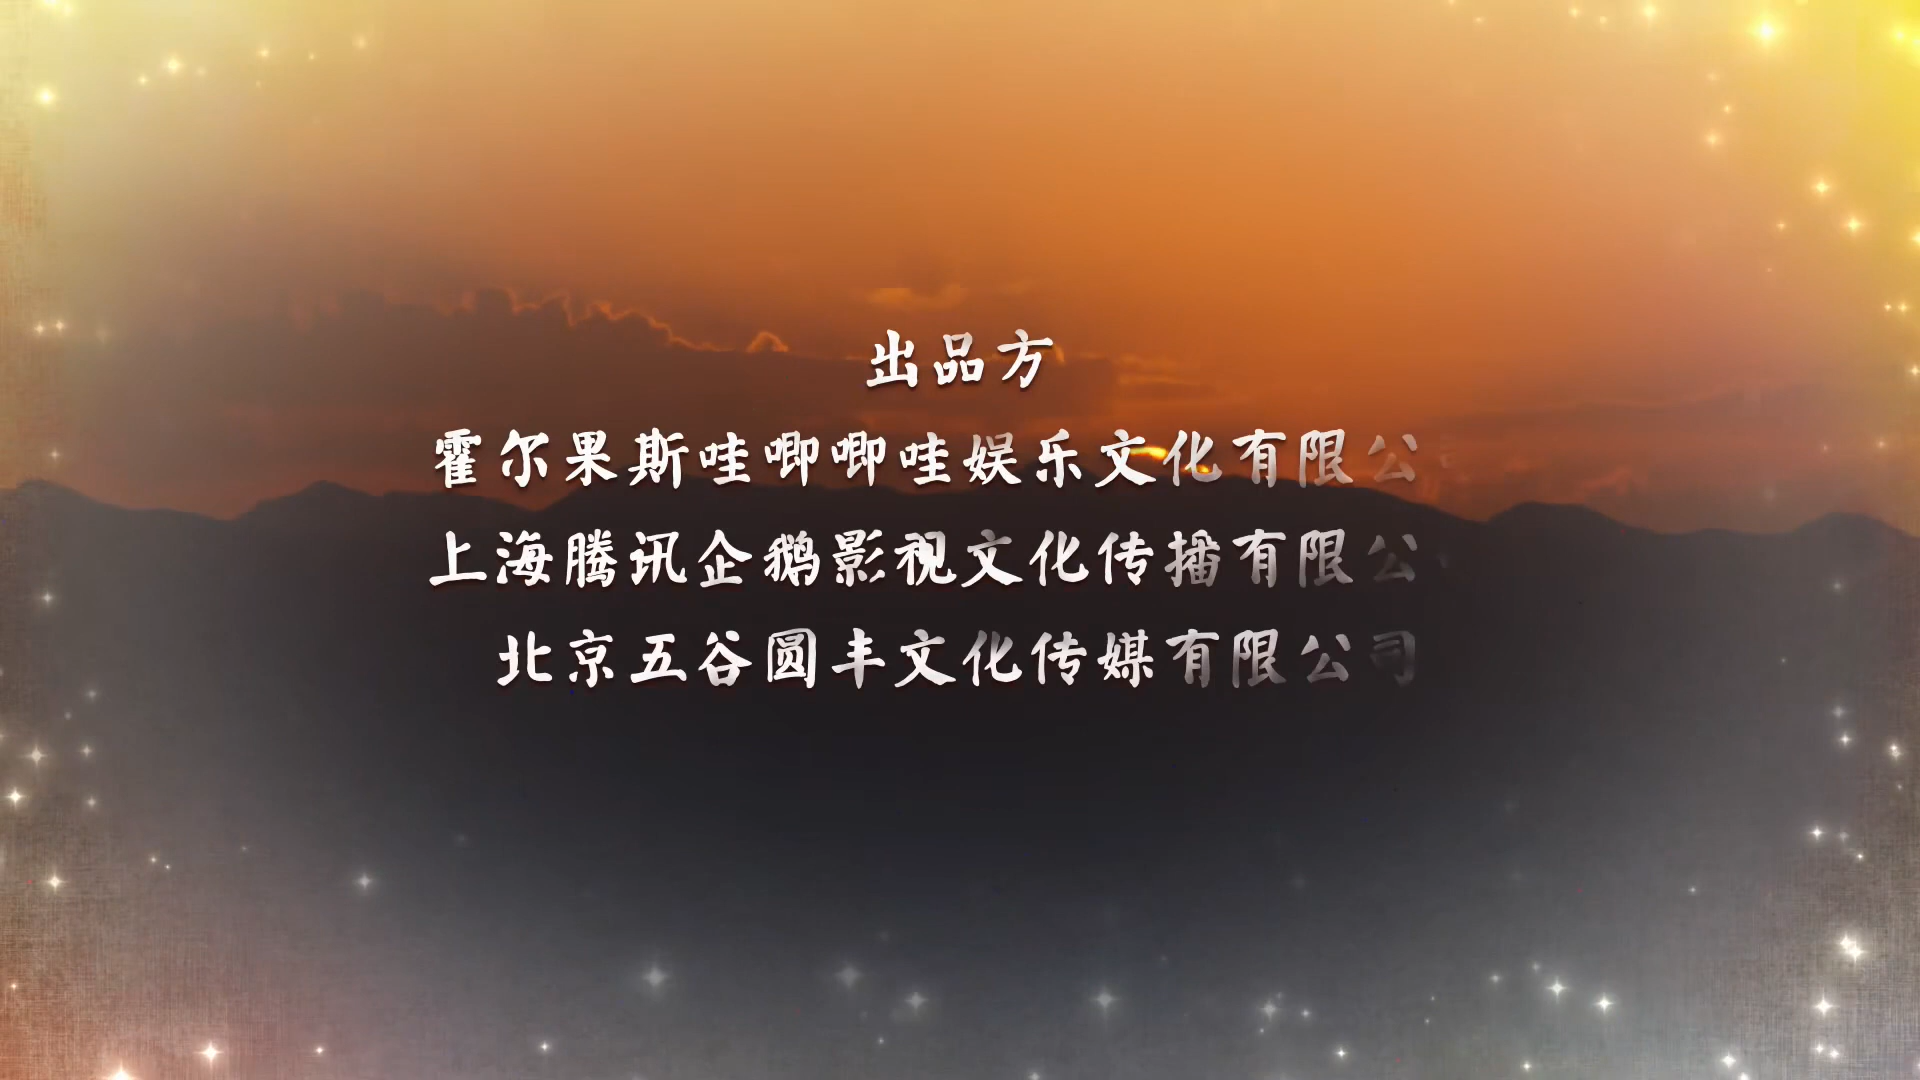 出品方
霍尔果斯哇唧唧哇娱乐文化有限公
上海腾讯企鹅影视文化传播有限公
北京五谷圆丰文化传媒有限公司